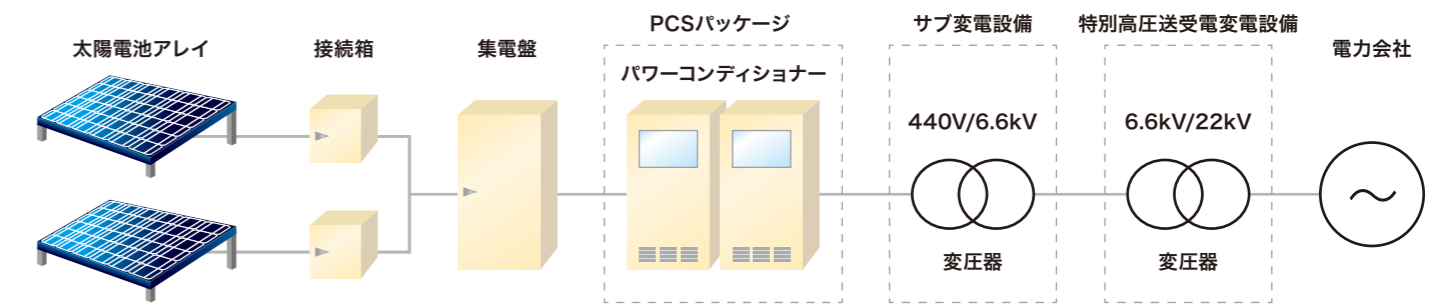 太陽電池アレイ
接続箱
集電盤
PCSパッケージ
パワーコンディショナー
サブ変電設備
440V/6.6kV
変圧器
特別高圧送受電変電設備
6.6kV/22kV
変圧器
電力会社